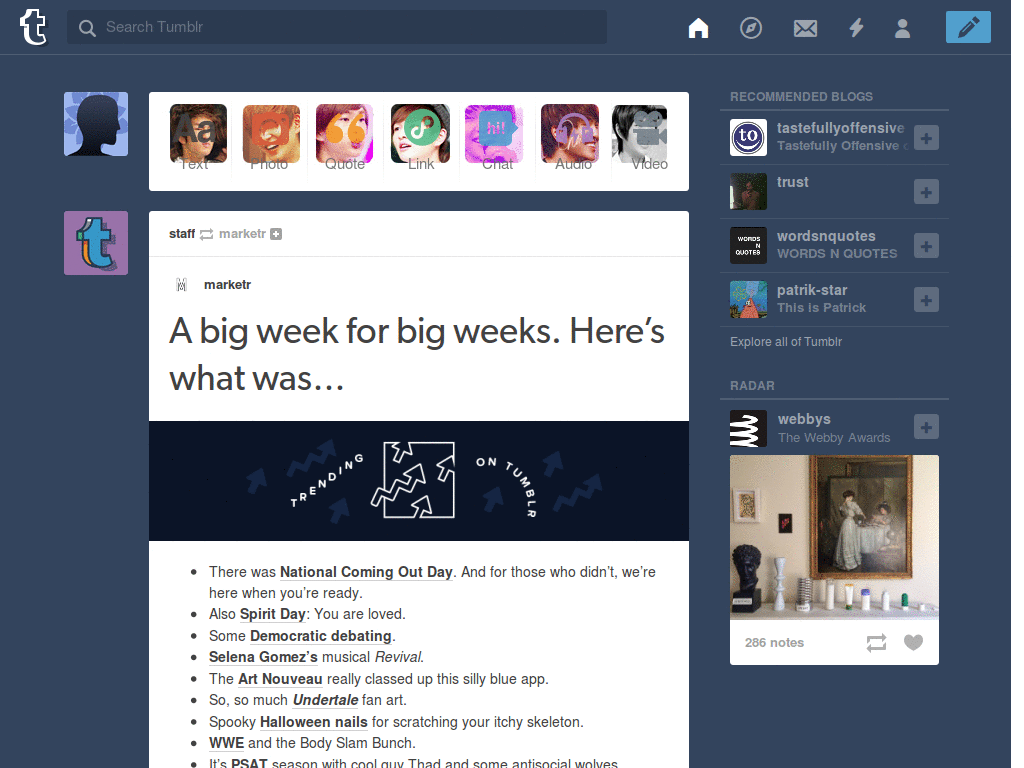 t
Search Tumblr
Aa
hi!
Text Photo Quote Link Chat Audio Video
staff marketr
marketr
A big week for big weeks. Here's
what was...
TRENDING ON TUMBLR
There was National Coming Out Day. And for those who didn't, we're
here when you're ready.
Also Spirit Day: You are loved.
Some Democratic debating.
Selena Gomez's musical Revival.
The Art Nouveau really classed up this silly blue app.
So, so much Undertale fan art.
Spooky Halloween nails for scratching your itchy skeleton.
WWE and the Body Slam Bunch.
It's PSAT season with cool guy Thad and some antisocial wolves.
RECOMMENDED BLOGS
to
tastefullyoffensive
Tastefully Offensive
trust
WORDS
N
QUOTES
wordsnquotes
WORDS N QUOTES
patrik-star
This is Patrick
Explore all of Tumblr
RADAR
webbys
The Webby Awards
286 notes